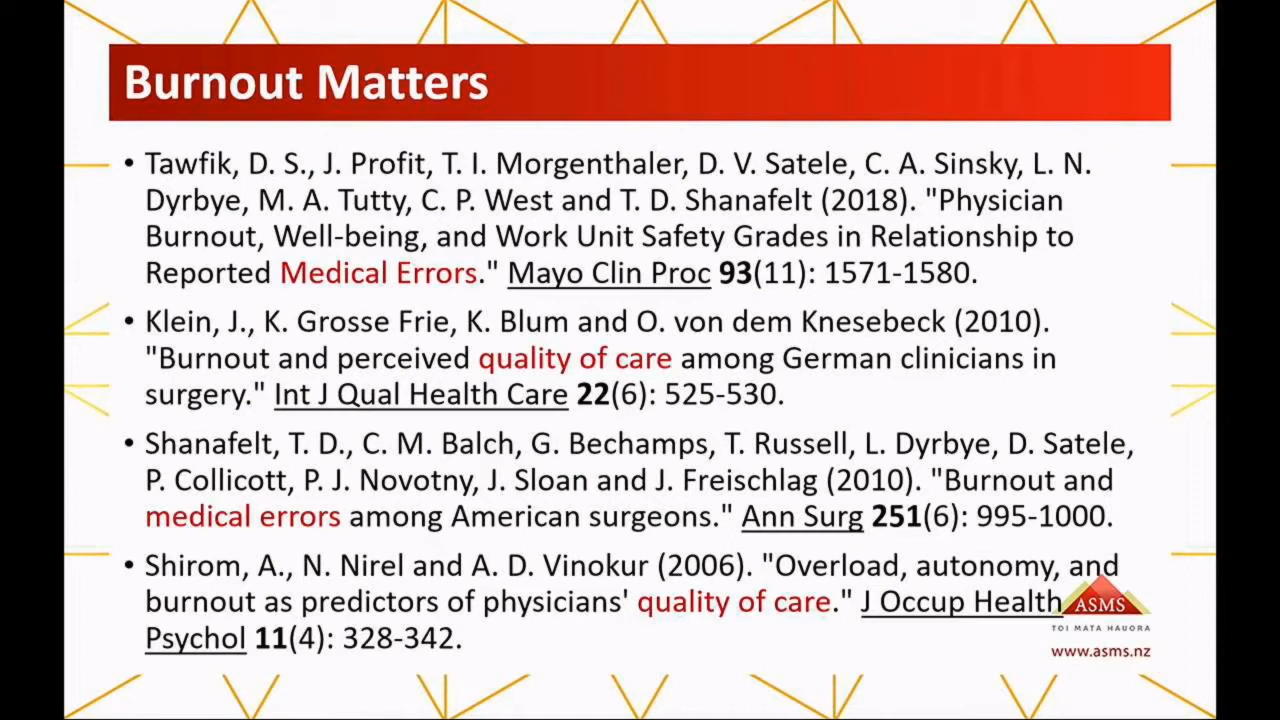 Burnout Matters
• Tawfik, D. S., J. Profit, T. I. Morgenthaler, D. V. Satele, C. A. Sinsky, L. N.
Dyrbye, M. A. Tutty, C. P. West and T. D. Shanafelt (2018). "Physician
Burnout, Well-being, and Work Unit Safety Grades in Relationship to
Reported Medical Errors." Mayo Clin Proc 93(11): 1571-1580.
• Klein, J., K. Grosse Frie, K. Blum and O. von dem Knesebeck (2010).
"Burnout and perceived quality of care among German clinicians in
surgery." Int J Qual Health Care 22(6): 525-530.
• Shanafelt, T. D., C. M. Balch, G. Bechamps, T. Russell, L. Dyrbye, D. Satele,
P. Collicott, P. J. Novotny, J. Sloan and J. Freischlag (2010). "Burnout and
medical errors among American surgeons." Ann Surg 251(6): 995-1000.
• Shirom, A., N. Nirel and A. D. Vinokur (2006). "Overload, autonomy, and
burnout as predictors of physicians' quality of care." J Occup Health
Psychol 11(4): 328-342.
ASMS
TOI MATA HAUORA
www.asms.nz